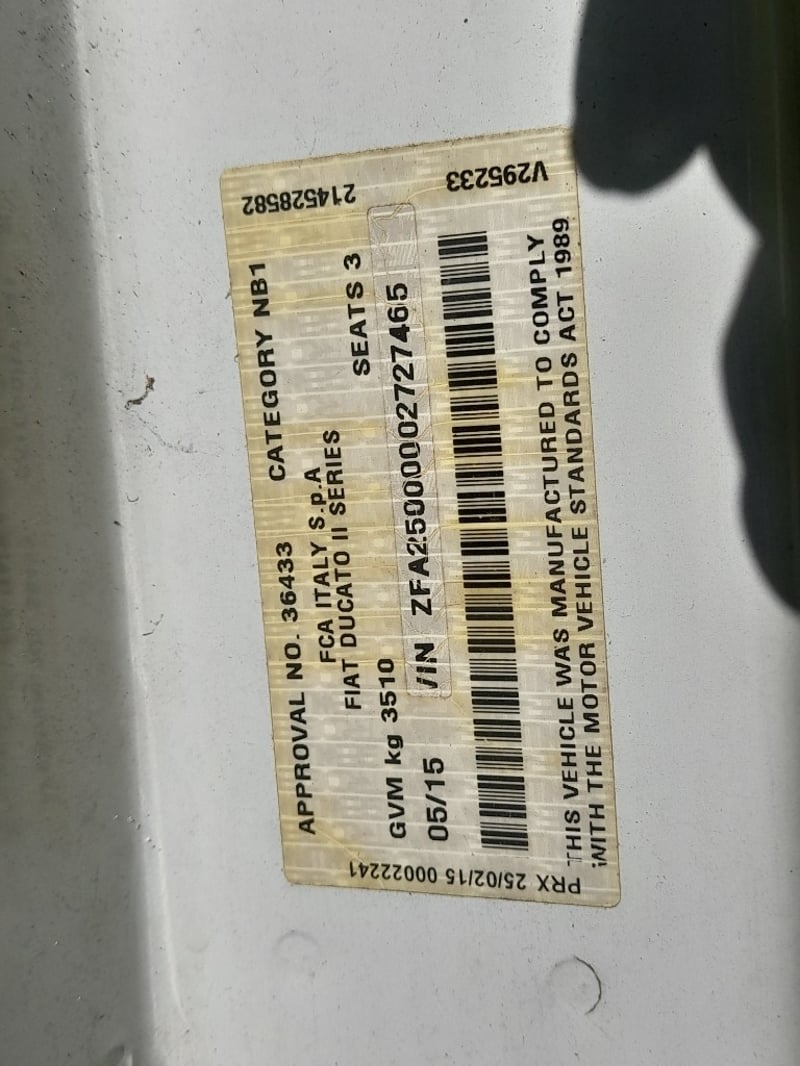 APPROVAL NO. 36433 CATEGORY NB1
FCA ITALY S.p.A
FIAT DUCATO II SERIES
GVM kg 3510 SEATS 3
05/15 VIN ZFA25000002727465
THIS VEHICLE WAS MANUFACTURED TO COMPLY
WITH THE MOTOR VEHICLE STANDARDS ACT 1989
PRX 25/02/15 00022241
214528582
V295233